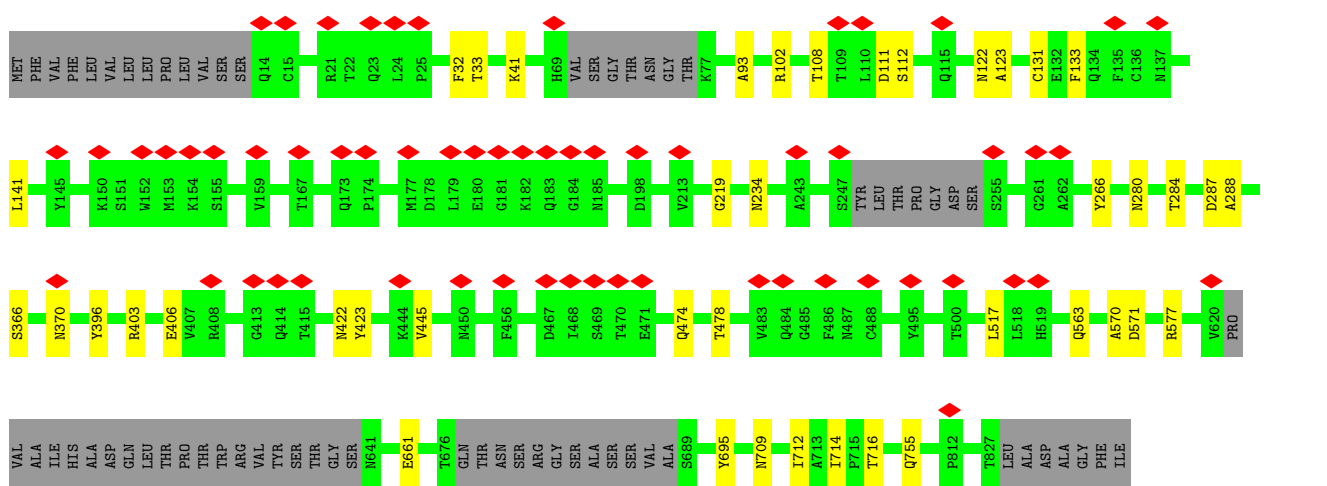 MET PHE VAL PHE LEU VAL LEU LEU PRO LEU VAL SER SER Q14 C15 R21 T22 Q23 L24 P25 F32 T33 K41 H69 VAL SER GLY THR ASN GLY THR K77 A93 R102 T108 T109 L110 D111 S112 Q115 N122 A123 C131 E132 F133 Q134 F135 C136 N137
L141 Y145 K150 S151 W152 M153 K154 S155 V159 T167 Q173 P174 M177 D178 L179 E180 G181 K182 Q183 G184 N185 D198 V213 G219 N234 A243 S247 TYR LEU THR PRO GLY ASP SER S255 G261 A262 Y266 N280 T284 D287 A288
S366 N370 Y396 R403 E406 V407 R408 G413 Q414 T415 N422 Y423 K444 V445 N450 F456 D467 I468 S469 T470 E471 Q474 T478 V483 Q484 G485 F486 N487 C488 Y495 T500 L517 L518 H519 Q563 A570 D571 R577 V620 PRO
VAL ALA ILE HIS ALA ASP GLN LEU THR PRO THR TRP ARG VAL TYR SER THR GLY SER N641 E661 T676 GLN THR ASN SER ARG GLY SER ALA SER SER VAL ALA S689 Y695 N709 I712 A713 I714 P715 T716 Q755 P812 T827 LEU ALA ASP ALA GLY PHE ILE